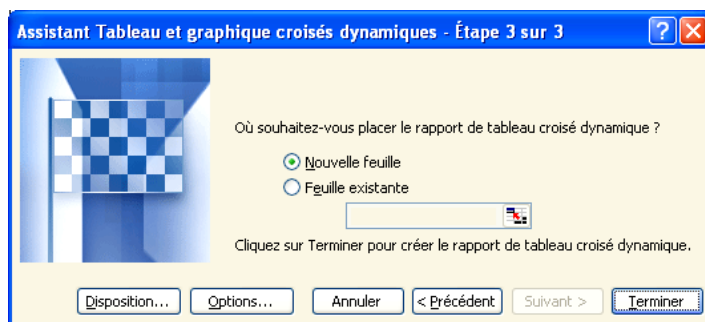 Assistant Tableau et graphique croisés dynamiques - Étape 3 sur 3
Où souhaitez-vous placer le rapport de tableau croisé dynamique ?
Nouvelle feuille
Feuille existante
Cliquez sur Terminer pour créer le rapport de tableau croisé dynamique.
Disposition... Options... Annuler < Précédent Suivant > Terminer